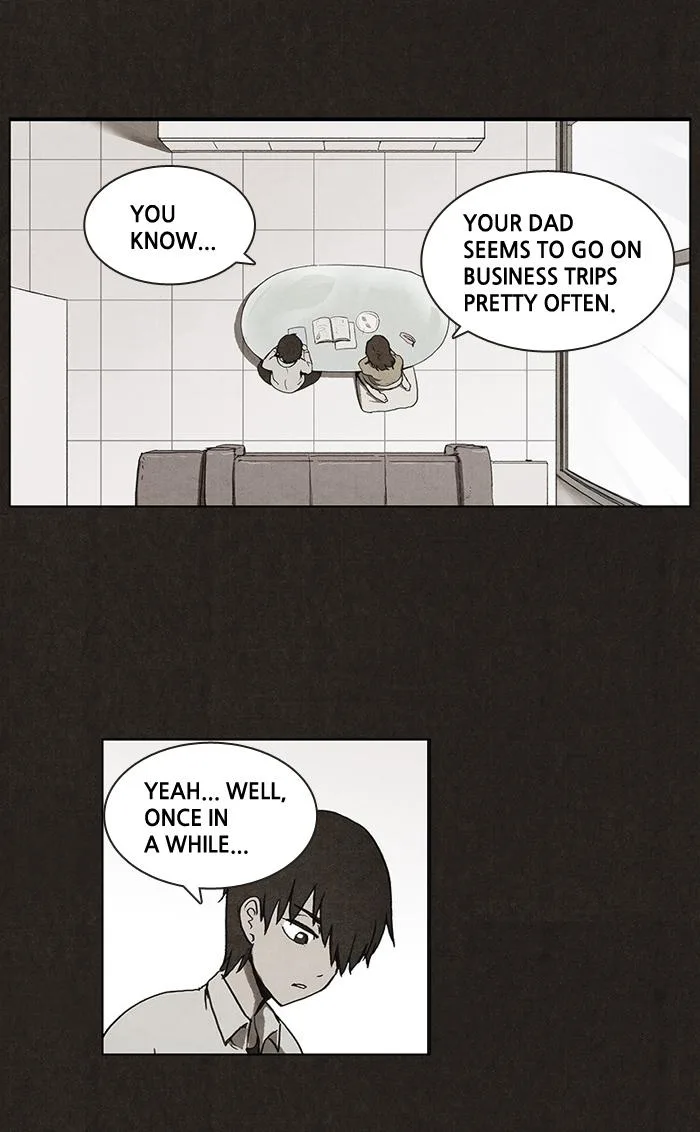 YOU
KNOW...
YOUR DAD
SEEMS TO GO ON
BUSINESS TRIPS
PRETTY OFTEN.
YEAH... WELL,
ONCE IN
A WHILE...